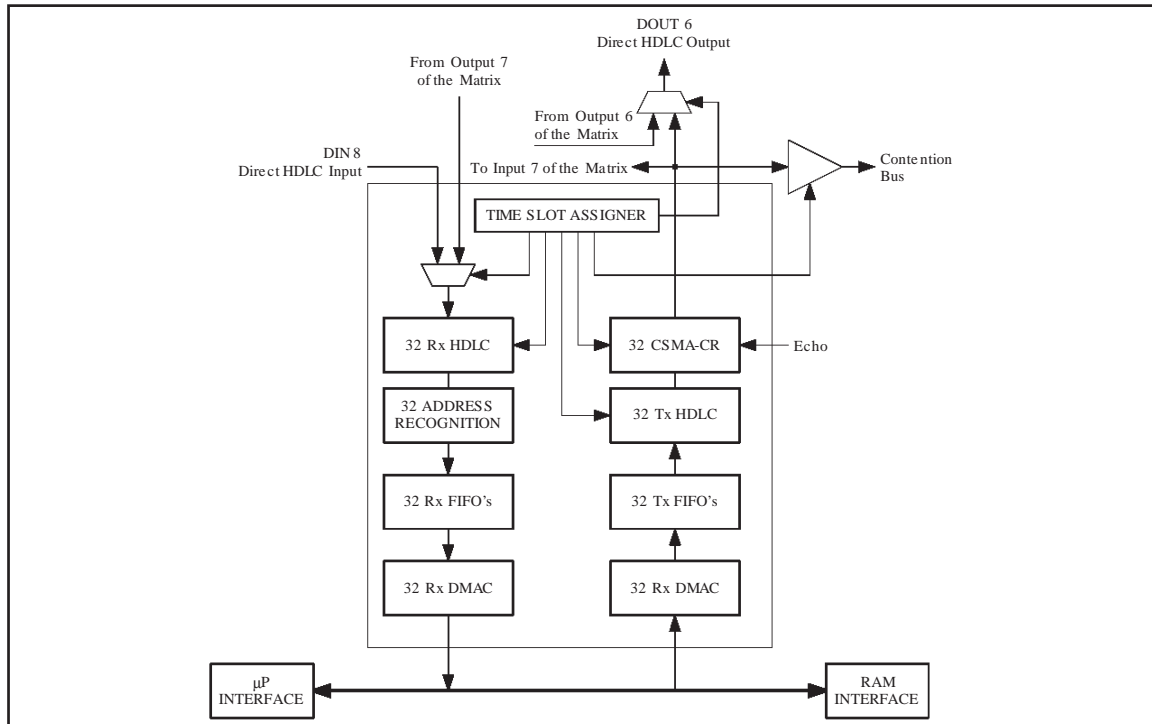 DOUT 6
Direct HDLC Output
From Output 7
of the Matrix
From Output 6
of the Matrix
DIN 8
Direct HDLC Input
To Input 7 of the Matrix
Contention
Bus
TIME SLOT ASSIGNER
32 Rx HDLC
32 CSMA-CR
Echo
32 ADDRESS
RECOGNITION
32 Tx HDLC
32 Rx FIFO's
32 Tx FIFO's
32 Rx DMAC
32 Rx DMAC
µP
INTERFACE
RAM
INTERFACE